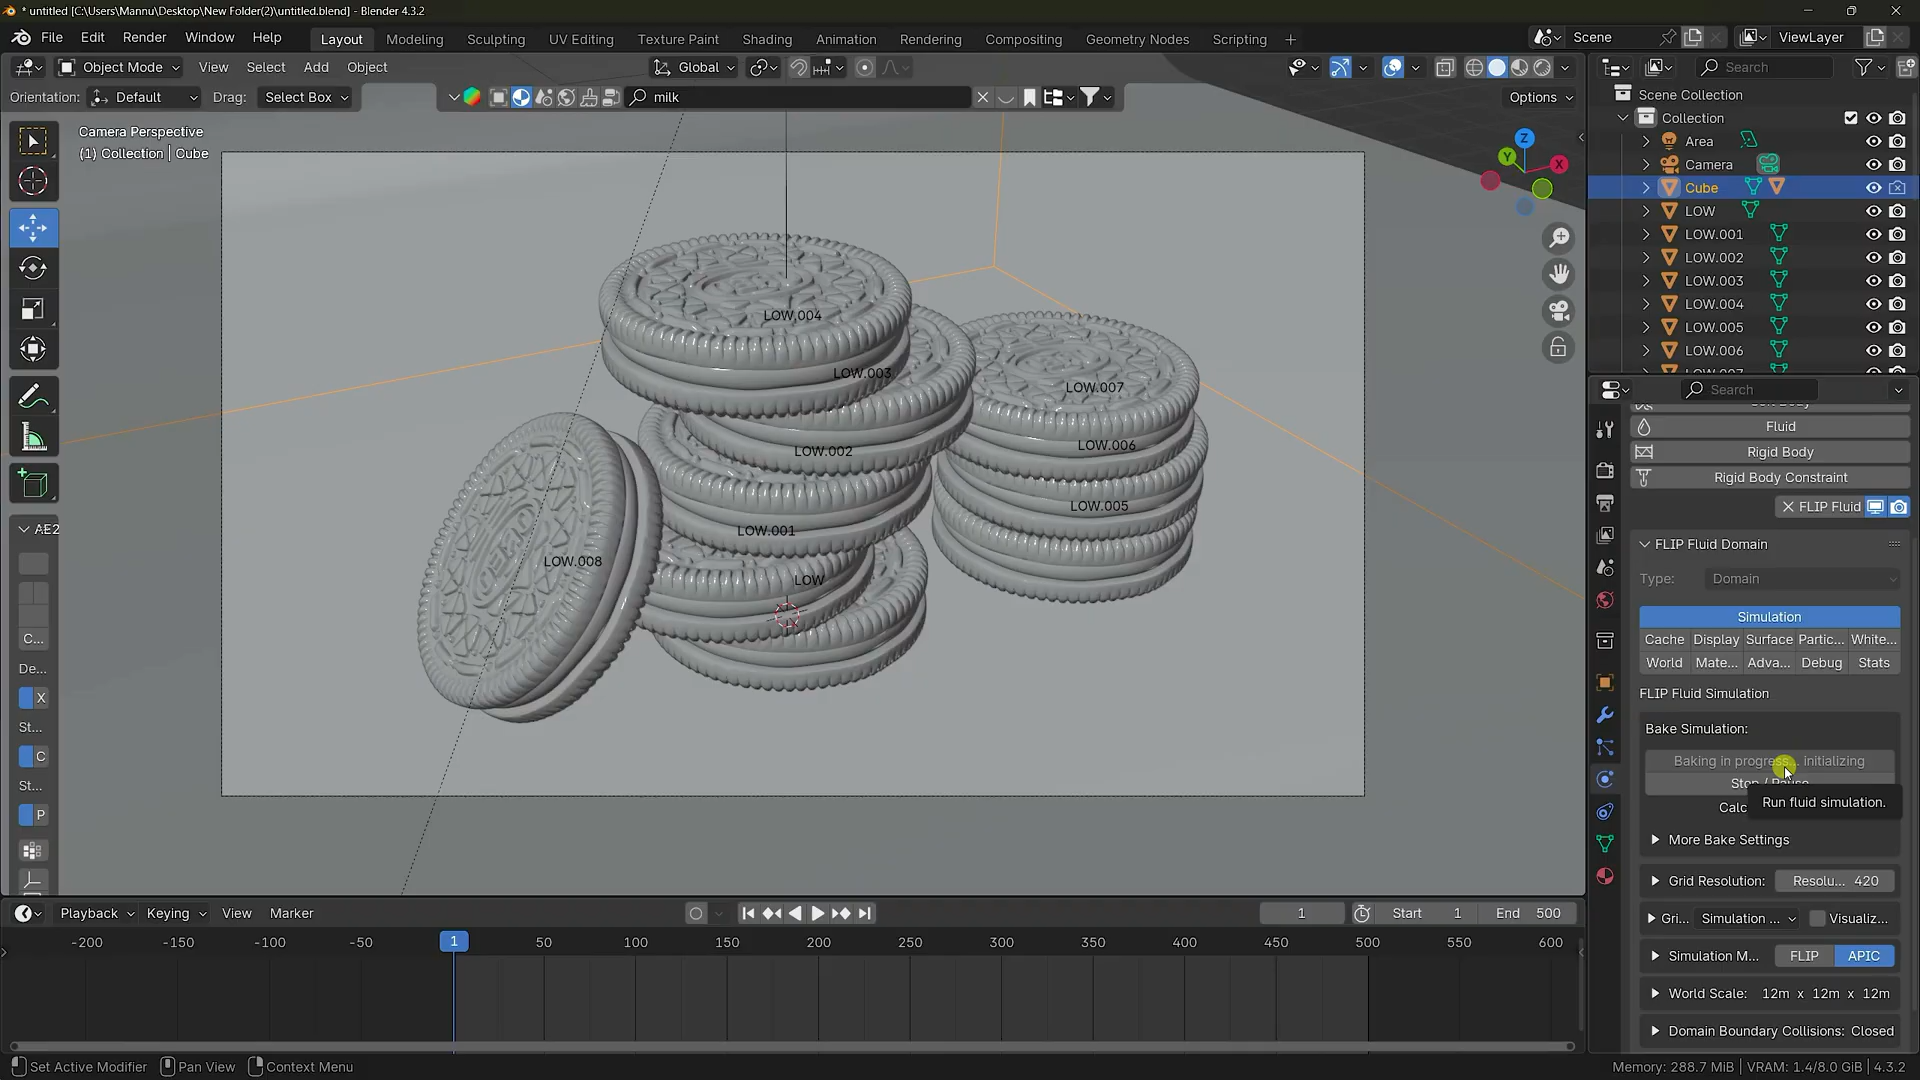 * untitled [C:\Users\Mannu\Desktop\New Folder(2)\untitled.blend] - Blender 4.3.2
File Edit Render Window Help
Layout Modeling Sculpting UV Editing Texture Paint Shading Animation Rendering Compositing Geometry Nodes Scripting
Scene
ViewLayer
Object Mode View Select Add Object
Global
Search
Orientation: Default Drag: Select Box
milk
Options
Camera Perspective
(1) Collection | Cube
Z
Y
X
Scene Collection
Collection
Area
Camera
Cube
LOW
LOW.001
LOW.002
LOW.003
LOW.004
LOW.005
LOW.006
LOW.004
LOW.003
LOW.007
LOW.006
LOW.002
LOW.005
LOW.001
LOW.008
LOW
AE2
C...
De...
X
St...
C
St...
P
Search
Fluid
Rigid Body
Rigid Body Constraint
FLIP Fluid
FLIP Fluid Domain
Type: Domain
Simulation
Cache Display Surface Partic... White...
World Mate... Adva... Debug Stats
FLIP Fluid Simulation
Bake Simulation:
Baking in progress... initializing
Stop / Pause
Calc
Run fluid simulation.
More Bake Settings
Grid Resolution: Resolu... 420
Gri... Simulation ... Visualiz...
Simulation M... FLIP APIC
World Scale: 12m x 12m x 12m
Domain Boundary Collisions: Closed
Playback Keying View Marker
1 Start 1 End 500
-200 -150 -100 -50 1 50 100 150 200 250 300 350 400 450 500 550 600
Set Active Modifier Pan View Context Menu
Memory: 288.7 MiB | VRAM: 1.4/8.0 GiB | 4.3.2